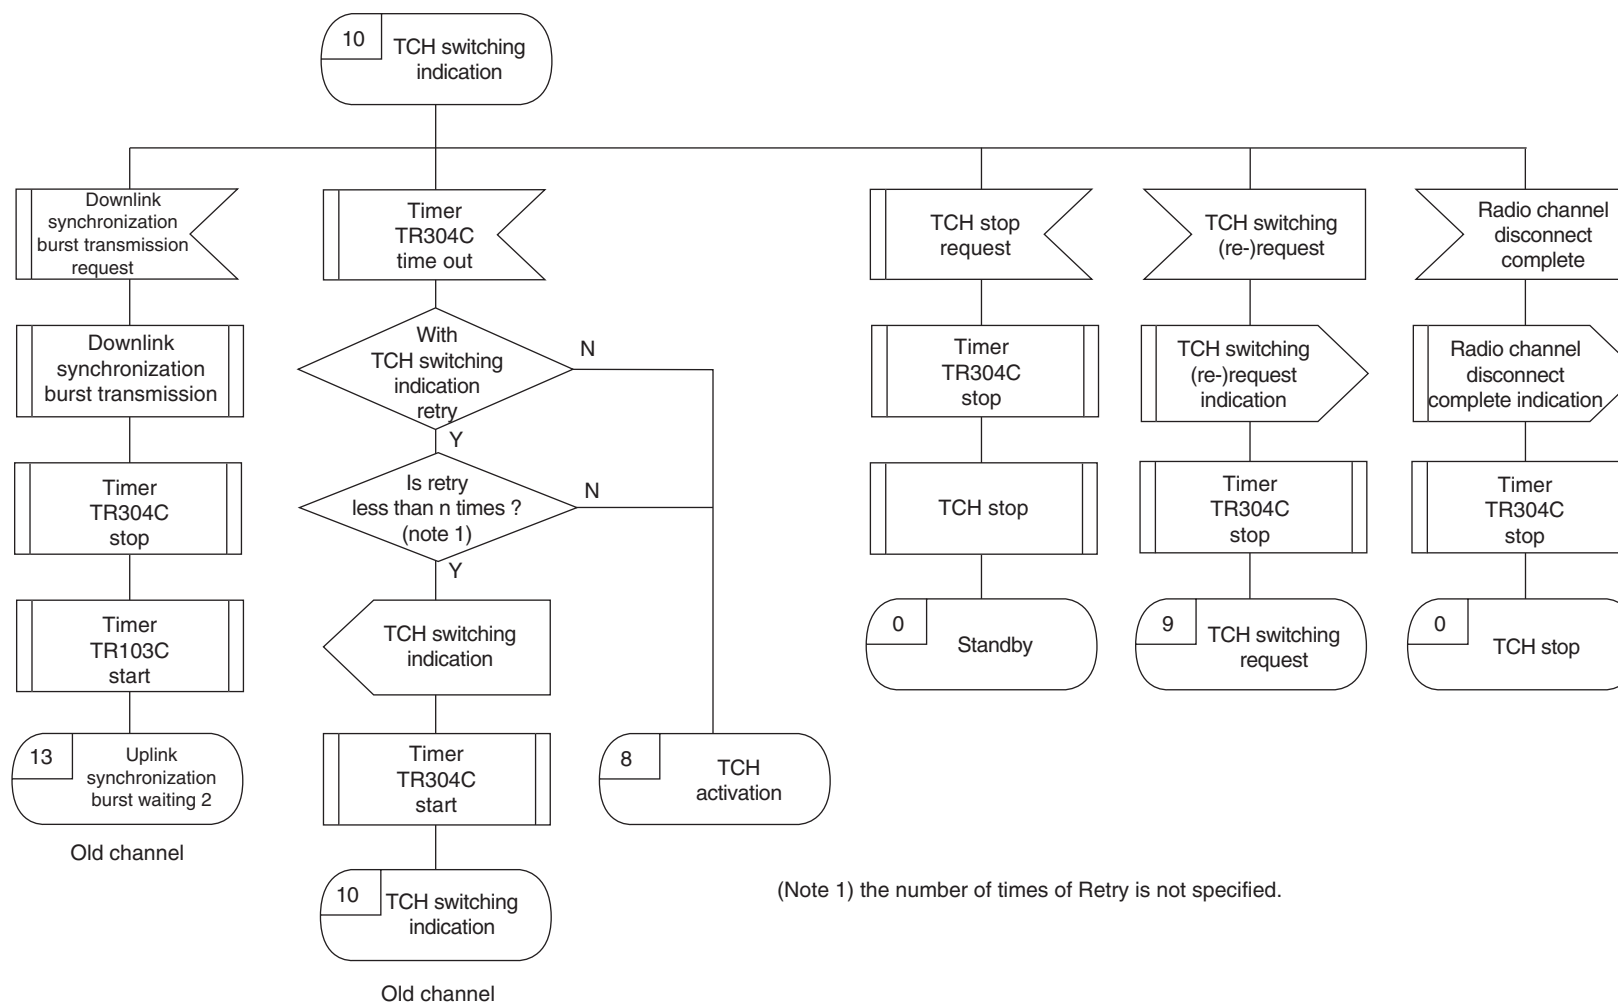 10
TCH switching
indication
Downlink
synchronization
burst transmission
request
Timer
TR304C
time out
TCH stop
request
TCH switching
(re-)request
Radio channel
disconnect
complete
Downlink
synchronization
burst transmission
With
TCH switching
indication
retry
N
Y
Timer
TR304C
stop
TCH switching
(re-)request
indication
Radio channel
disconnect
complete indication
Timer
TR304C
stop
Is retry
less than n times ?
(note 1)
N
Y
TCH stop
Timer
TR304C
stop
Timer
TR304C
stop
Timer
TR103C
start
TCH switching
indication
0
Standby
9
TCH switching
request
0
TCH stop
13
Uplink
synchronization
burst waiting 2
Old channel
Timer
TR304C
start
8
TCH
activation
10
TCH switching
indication
Old channel
(Note 1) the number of times of Retry is not specified.